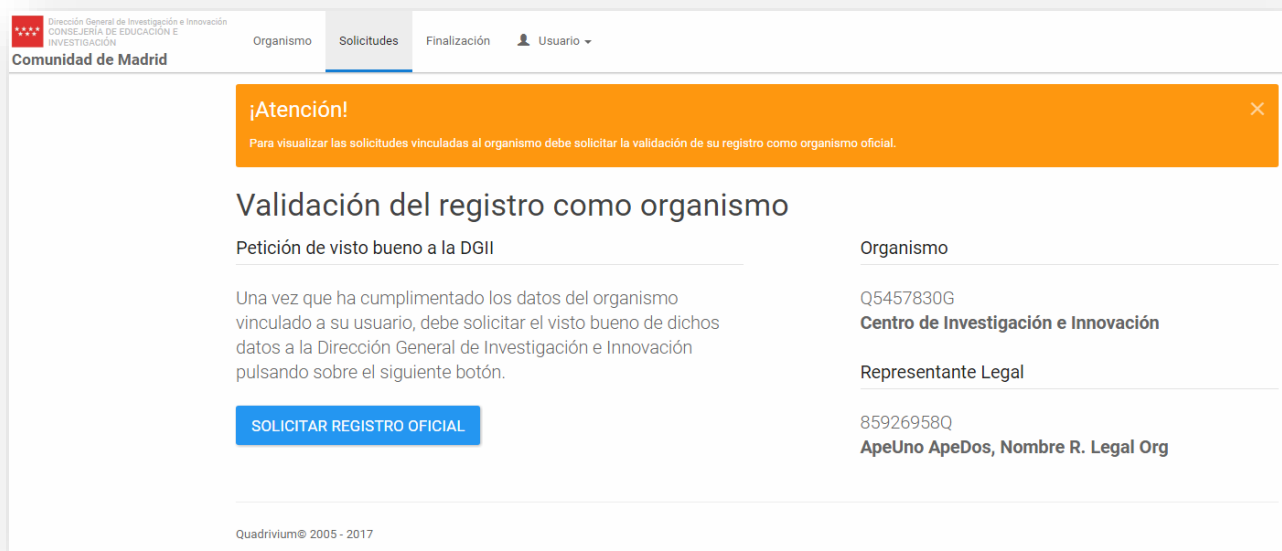 Dirección General de Investigación e Innovación
CONSEJERÍA DE EDUCACIÓN E
INVESTIGACIÓN
Comunidad de Madrid
Organismo
Solicitudes
Finalización
Usuario
¡Atención!
Para visualizar las solicitudes vinculadas al organismo debe solicitar la validación de su registro como organismo oficial.
Validación del registro como organismo
Petición de visto bueno a la DGII
Una vez que ha cumplimentado los datos del organismo
vinculado a su usuario, debe solicitar el visto bueno de dichos
datos a la Dirección General de Investigación e Innovación
pulsando sobre el siguiente botón.
SOLICITAR REGISTRO OFICIAL
Organismo
Q5457830G
Centro de Investigación e Innovación
Representante Legal
85926958Q
ApeUno ApeDos, Nombre R. Legal Org
Quadrivium© 2005 - 2017